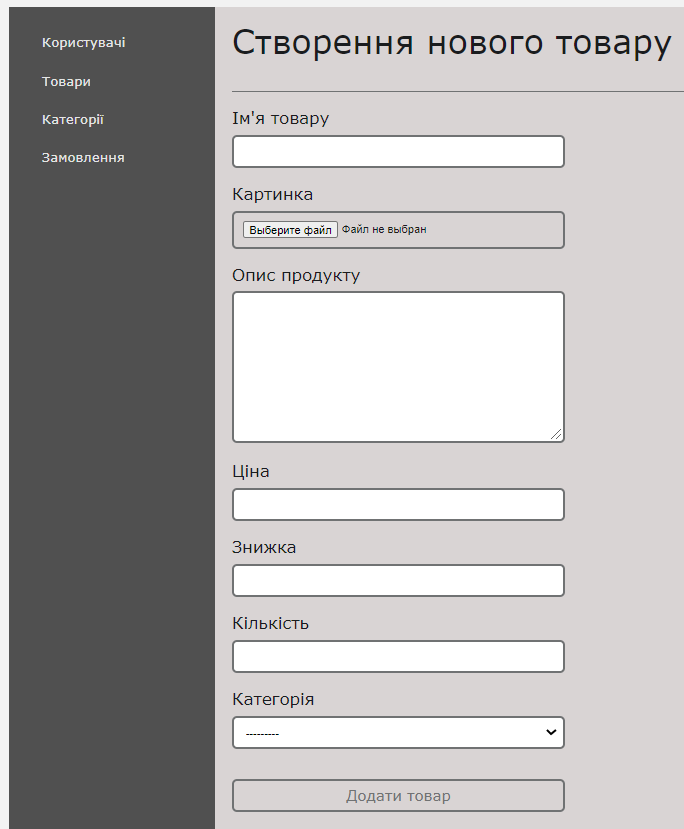 Користувачі
Товари
Категорії
Замовлення
Створення нового товару
Ім'я товару
Картинка
Выберите файл Файл не выбран
Опис продукту
Ціна
Знижка
Кількість
Категорія
---------
Додати товар